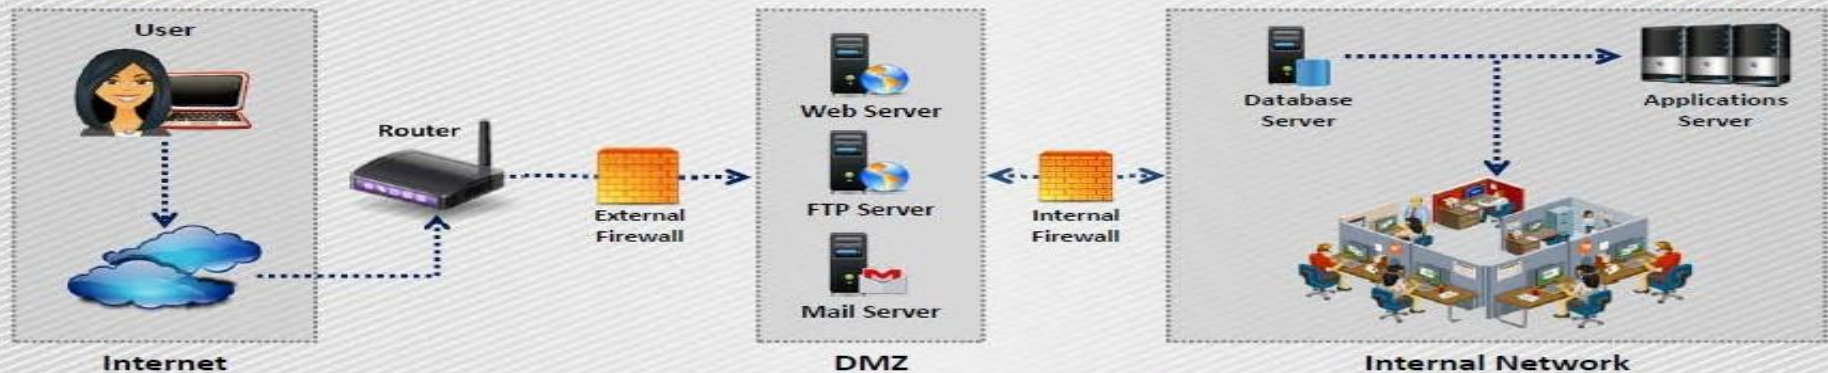 User
Internet
Router
External
Firewall
Web Server
FTP Server
Mail Server
DMZ
Internal
Firewall
Database
Server
Applications
Server
Internal Network